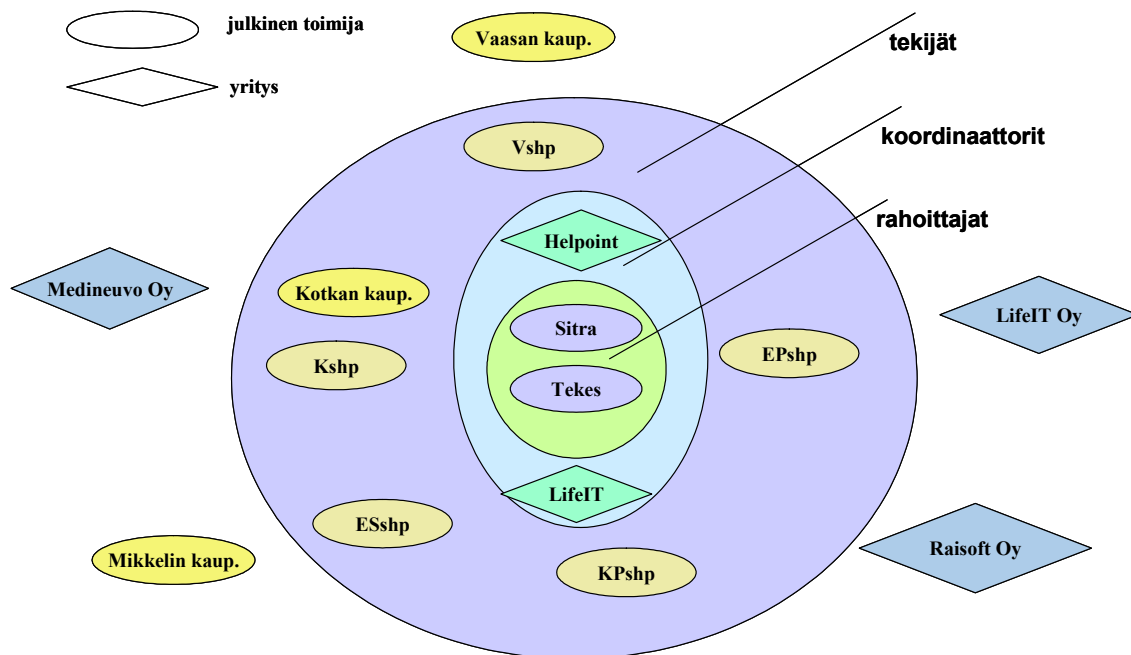 julkinen toimija
yritys
Vaasan kaup.
tekijät
koordinaattorit
rahoittajat
Vshp
Helpoint
Medineuvo Oy
Kotkan kaup.
Sitra
LifeIT Oy
Kshp
EPshp
Tekes
LifeIT
ESshp
Mikkelin kaup.
KPshp
Raisoft Oy